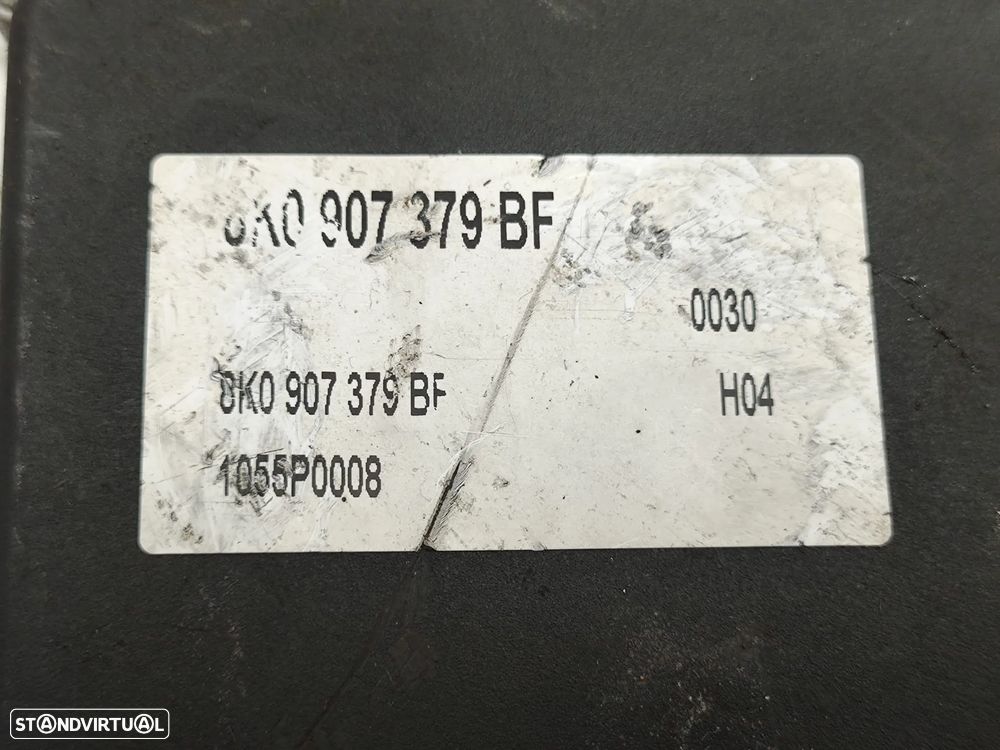 8K0 907 379 BF
0030
8K0 907 379 BF H04
1055P0008
STANDVIRTUAL